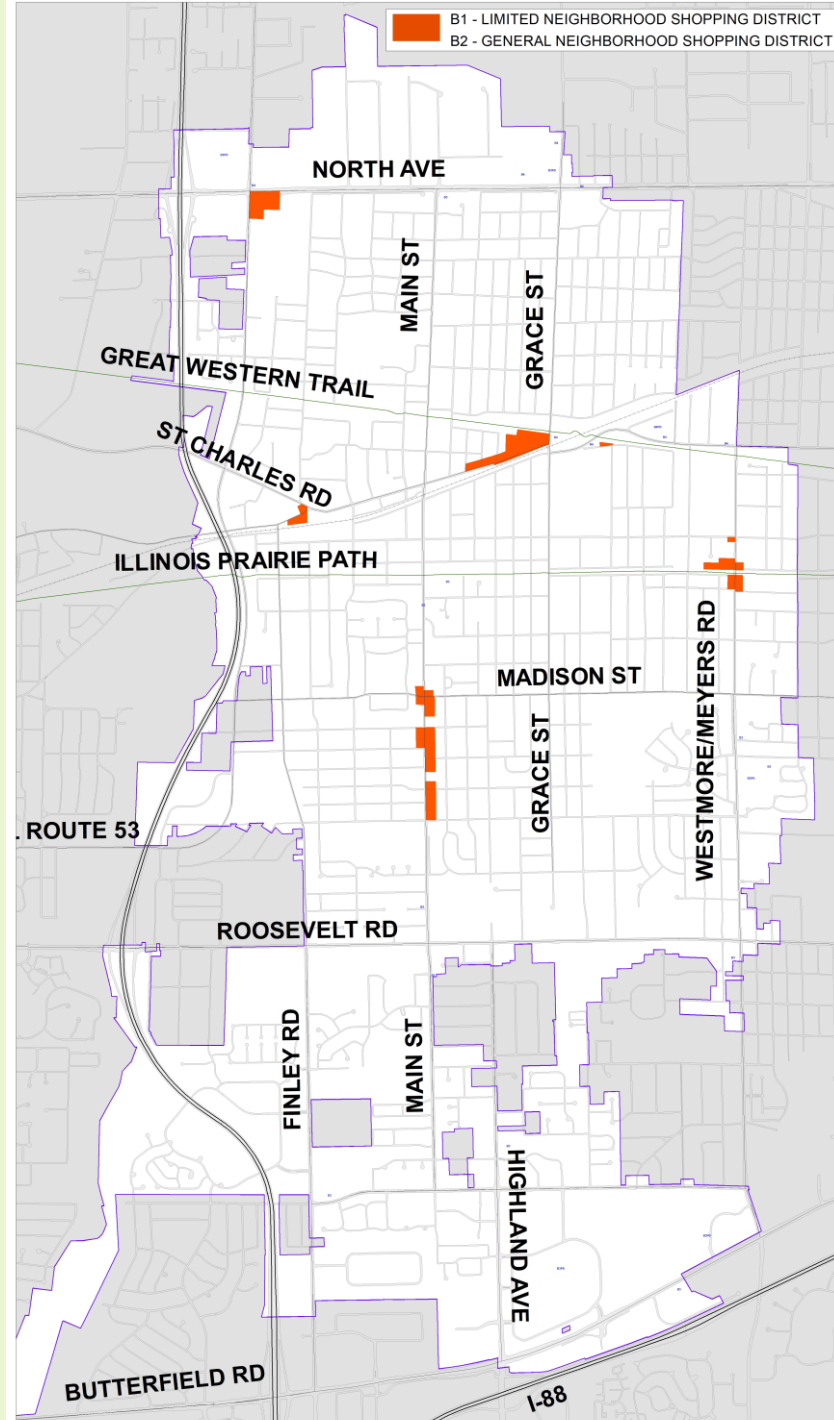 B1 - LIMITED NEIGHBORHOOD SHOPPING DISTRICT
B2 - GENERAL NEIGHBORHOOD SHOPPING DISTRICT
NORTH AVE
MAIN ST
GRACE ST
GREAT WESTERN TRAIL
ST CHARLES RD
ILLINOIS PRAIRIE PATH
MADISON ST
GRACE ST
WESTMORE/MEYERS RD
ROUTE 53
ROOSEVELT RD
FINLEY RD
MAIN ST
HIGHLAND AVE
BUTTERFIELD RD
I-88